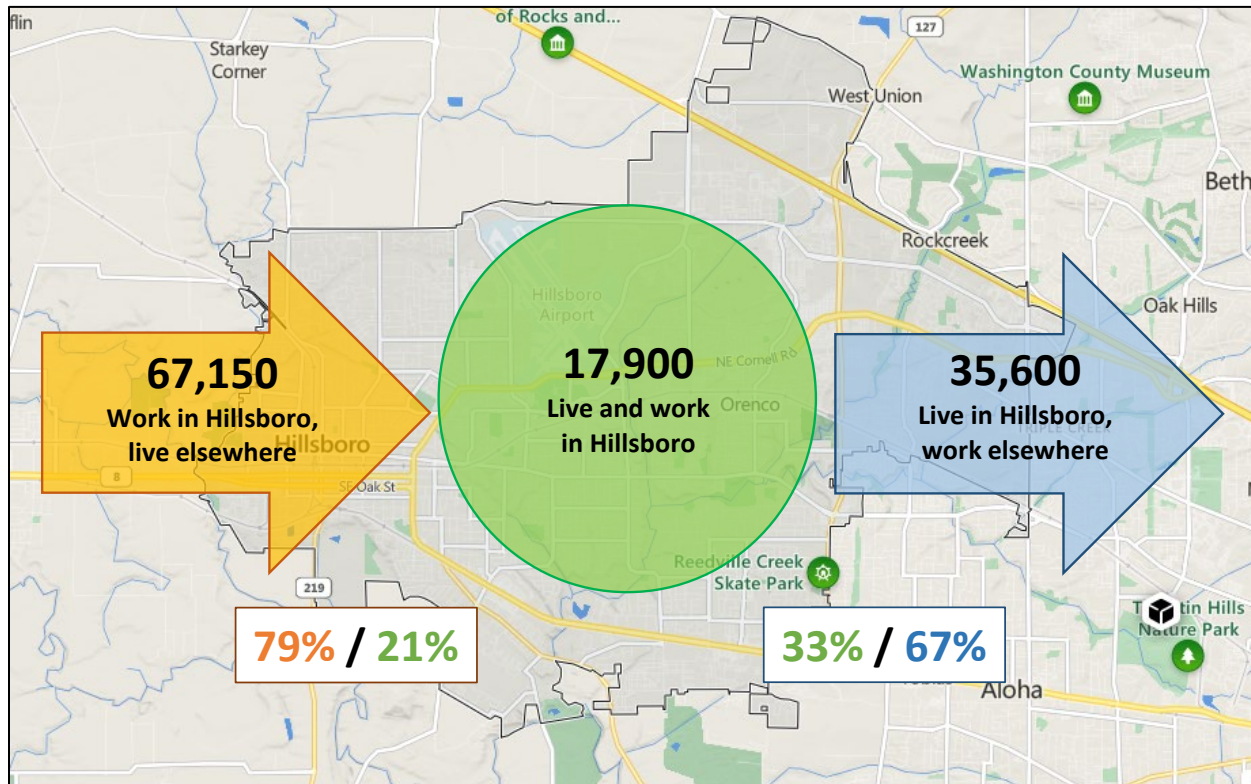 of Rocks and...
flin
127
Starkey
Corner
Washington County Museum
West Union
Beth
Rockcreek
Oak Hills
Hillsboro
Airport
67,150
Work in Hillsboro,
live elsewhere
17,900
Live and work
in Hillsboro
35,600
Live in Hillsboro,
work elsewhere
NE Cornell Rd
Orenco
TRIPLE CREEK
Hillsboro
8
SE Oak St
Reedville Creek
Skate Park
219
79% / 21%
33% / 67%
Nature Park
Aloha